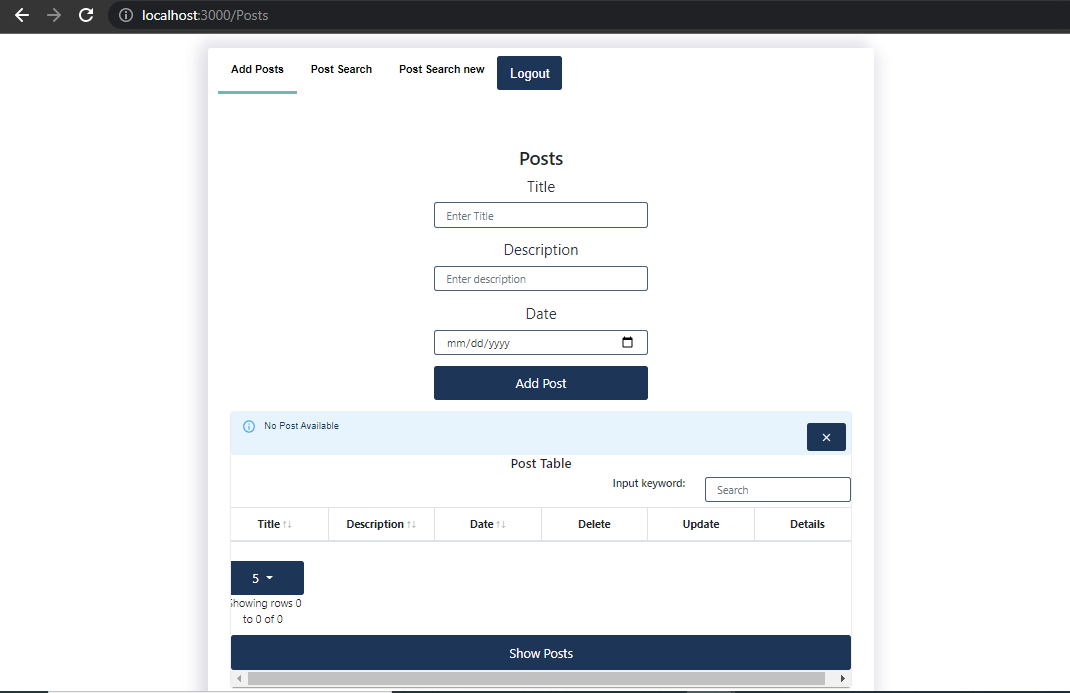 localhost:3000/Posts
Add Posts Post Search Post Search new Logout
Posts
Title
Enter Title
Description
Enter description
Date
mm/dd/yyyy
Add Post
No Post Available
Post Table
Input keyword: Search
Title Description Date Delete Update Details
5
Showing rows 0
to 0 of 0
Show Posts